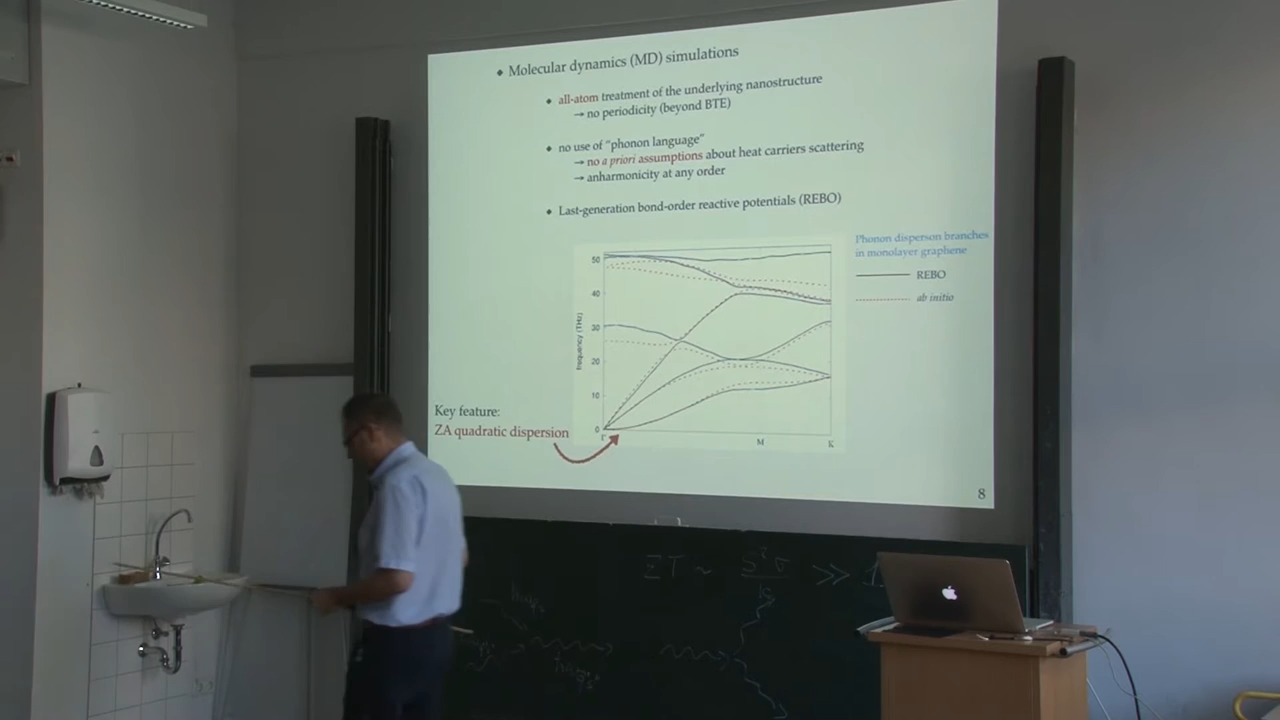 ⬥ Molecular dynamics (MD) simulations
⬥ all-atom treatment of the underlying nanostructure
→ no periodicity (beyond BTE)
⬥ no use of “phonon language”
→ no a priori assumptions about heat carriers scattering
→ anharmonicity at any order
⬥ Last-generation bond-order reactive potentials (REBO)
Phonon disperson branches
in monolayer graphene
REBO
ab initio
frequency (THz)
50
40
30
20
10
0
Γ
M
K
Key feature:
ZA quadratic dispersion
8